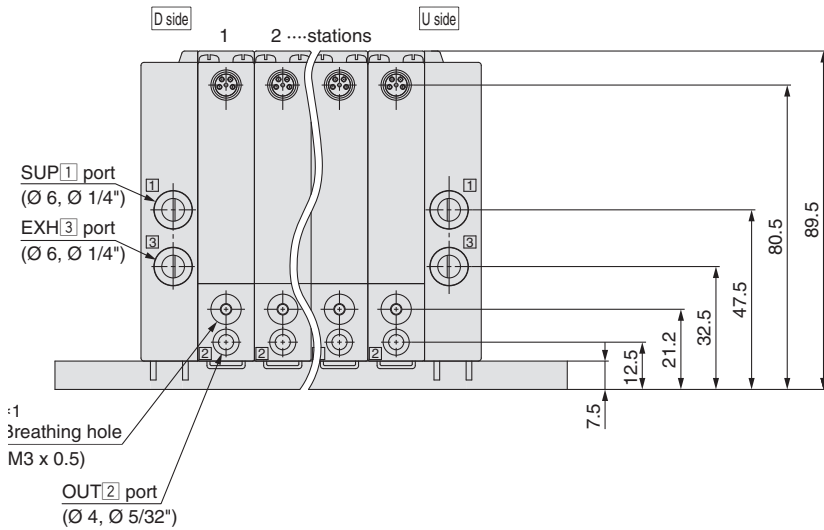 D side
U side
1
2 ····stations
SUP1 port
(Ø 6, Ø 1/4")
EXH3 port
(Ø 6, Ø 1/4")
1
3
1
3
2
2
2
1
Breathing hole
(M3 x 0.5)
OUT2 port
(Ø 4, Ø 5/32")
7.5
12.5
21.2
32.5
47.5
80.5
89.5